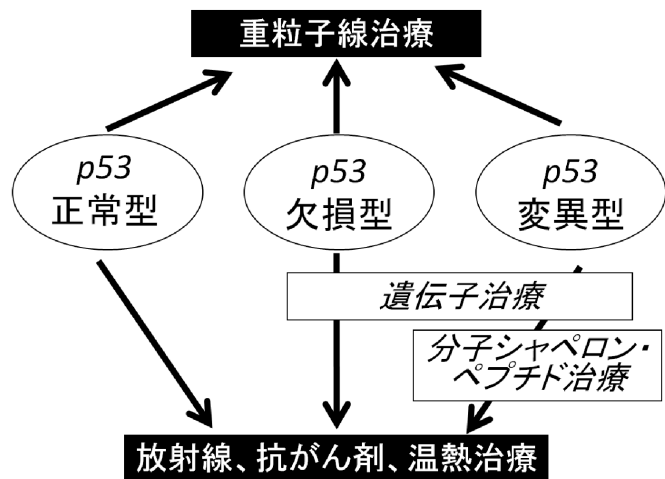 重粒子線治療
p53
正常型
p53
欠損型
p53
変異型
遺伝子治療
分子シャペロン・
ペプチド治療
放射線、抗がん剤、温熱治療